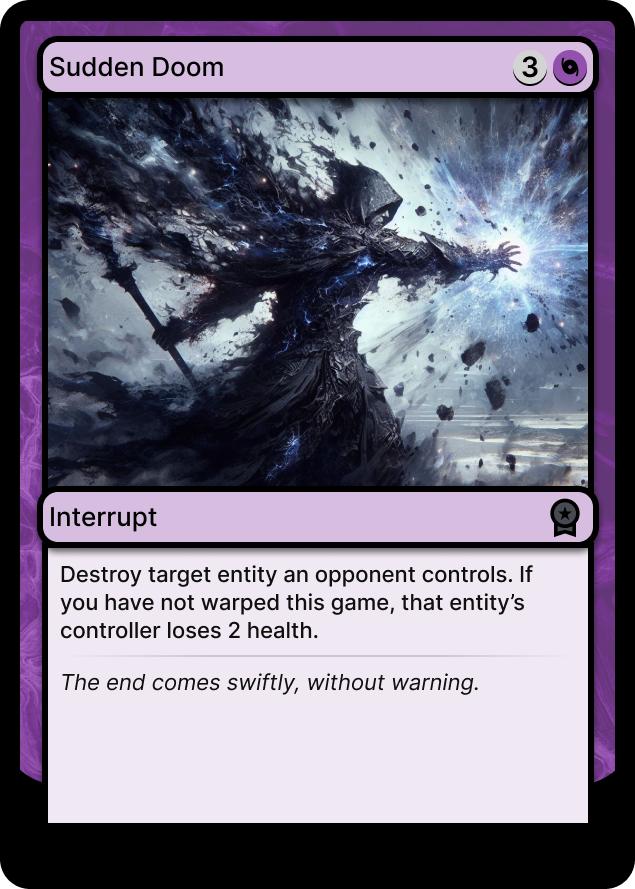 Sudden Doom 3
Interrupt
Destroy target entity an opponent controls. If
you have not warped this game, that entity’s
controller loses 2 health.
The end comes swiftly, without warning.